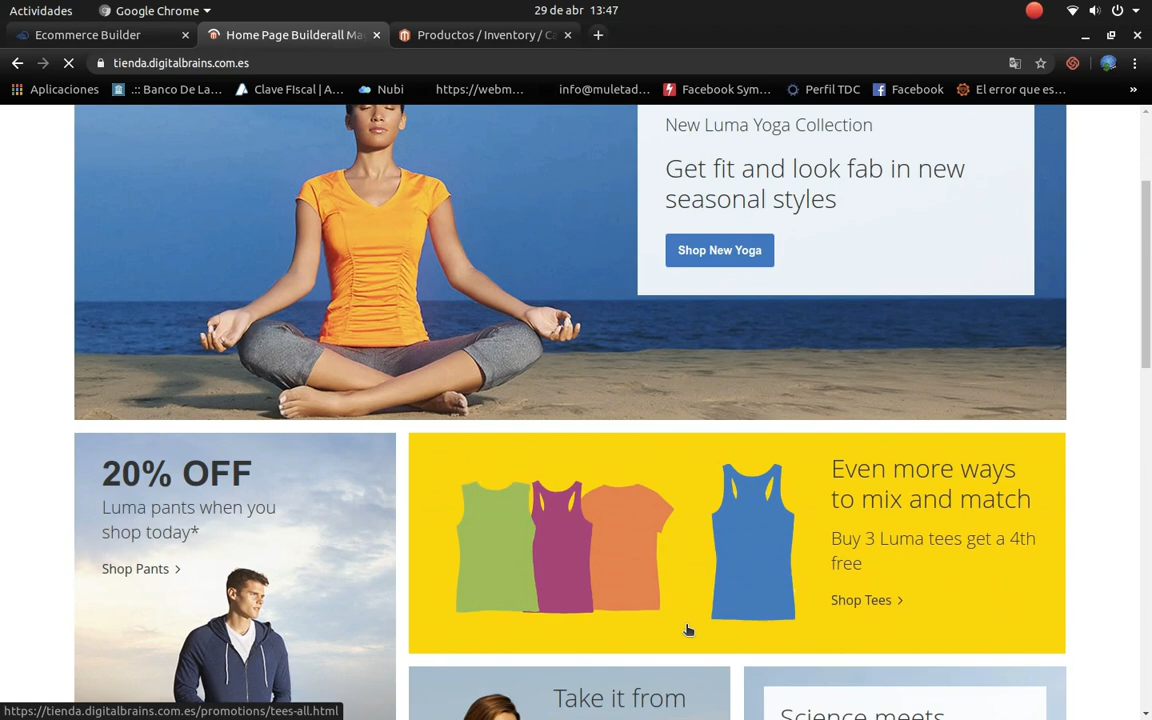 Actividades
Google Chrome
29 de abr 13:47
Ecommerce Builder
Home Page Builderall Ma
Productos / Inventory / Ca
tienda.digitalbrains.com.es
Aplicaciones
.:: Banco De La...
Clave FIscal | A...
Nubi
https://webm...
info@muletad...
Facebook Sym...
Perfil TDC
Facebook
El error que es...
»
New Luma Yoga Collection
Get fit and look fab in new
seasonal styles
Shop New Yoga
20% OFF
Luma pants when you
shop today*
Shop Pants
Even more ways
to mix and match
Buy 3 Luma tees get a 4th
free
Shop Tees
Take it from
Science meets
https://tienda.digitalbrains.com.es/promotions/tees-all.html